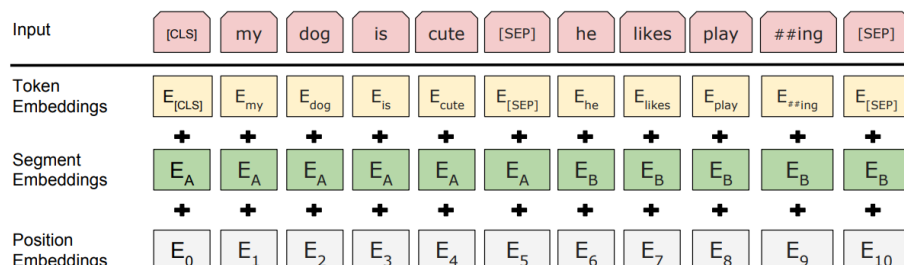 Input [CLS] my dog is cute [SEP] he likes play ##ing [SEP]
Token Embeddings E[CLS] Emy Edog Eis Ecute E[SEP] Ehe Elikes Eplay E##ing E[SEP]
+ + + + + + + + + + +
Segment Embeddings EA EA EA EA EA EA EB EB EB EB EB
+ + + + + + + + + + +
Position Embeddings E0 E1 E2 E3 E4 E5 E6 E7 E8 E9 E10